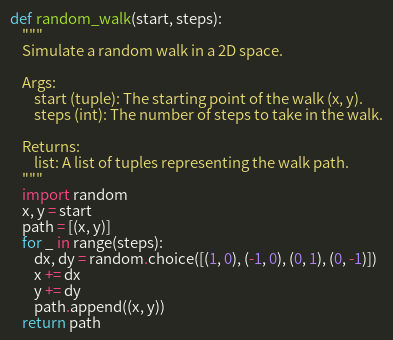 def random_walk(start, steps):
    """
    Simulate a random walk in a 2D space.

    Args:
        start (tuple): The starting point of the walk (x, y).
        steps (int): The number of steps to take in the walk.

    Returns:
        list: A list of tuples representing the walk path.
    """
    import random
    x, y = start
    path = [(x, y)]
    for _ in range(steps):
        dx, dy = random.choice([(1, 0), (-1, 0), (0, 1), (0, -1)])
        x += dx
        y += dy
        path.append((x, y))
    return path